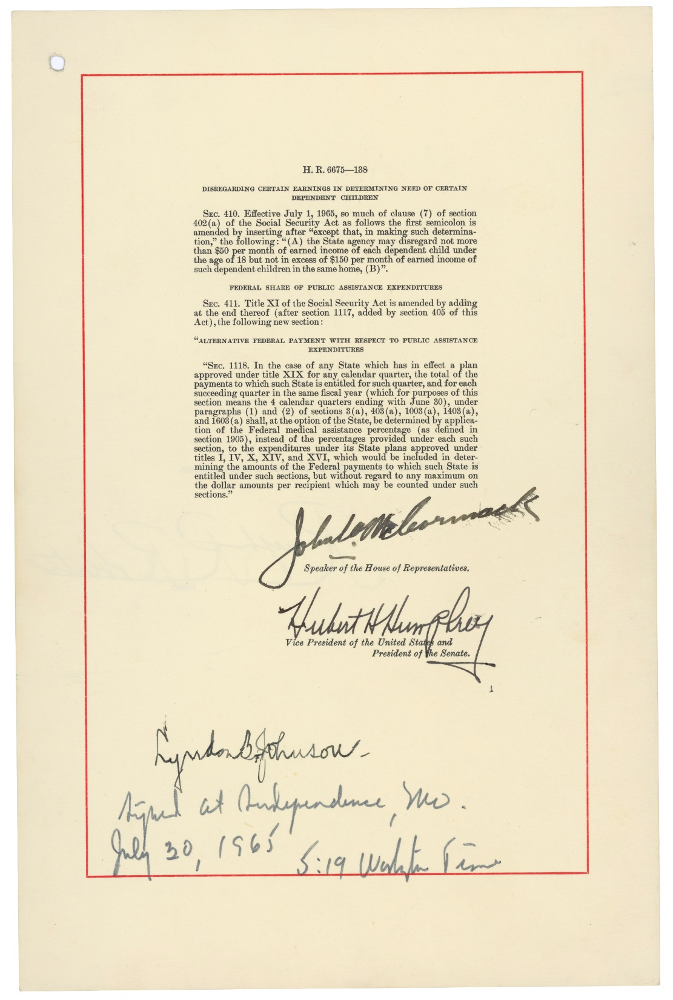 H. R. 6675—138
DISREGARDING CERTAIN EARNINGS IN DETERMINING NEED OF CERTAIN
DEPENDENT CHILDREN
SEC. 410. Effective July 1, 1965, so much of clause (7) of section
402(a) of the Social Security Act as follows the first semicolon is
amended by inserting after “except that, in making such determina-
tion,” the following: “(A) the State agency may disregard not more
than $50 per month of earned income of each dependent child under
the age of 18 but not in excess of $150 per month of earned income of
such dependent children in the same home, (B)”.
FEDERAL SHARE OF PUBLIC ASSISTANCE EXPENDITURES
SEC. 411. Title XI of the Social Security Act is amended by adding
at the end thereof (after section 1117, added by section 405 of this
Act), the following new section:
“ALTERNATIVE FEDERAL PAYMENT WITH RESPECT TO PUBLIC ASSISTANCE
EXPENDITURES
“SEC. 1118. In the case of any State which has in effect a plan
approved under title XIX for any calendar quarter, the total of the
payments to which such State is entitled for such quarter, and for each
succeeding quarter in the same fiscal year (which for purposes of this
section means the 4 calendar quarters ending with June 30), under
paragraphs (1) and (2) of sections 3(a), 403(a), 1003(a), 1403(a),
and 1603(a) shall, at the option of the State, be determined by applica-
tion of the Federal medical assistance percentage (as defined in
section 1905), instead of the percentages provided under each such
section, to the expenditures under its State plans approved under
titles I, IV, X, XIV, and XVI, which would be included in deter-
mining the amounts of the Federal payments to which such State is
entitled under such sections, but without regard to any maximum on
the dollar amounts per recipient which may be counted under such
sections.”
John W. McCormack
Speaker of the House of Representatives.
Hubert H Humphrey
Vice President of the United States and
President of the Senate.
Lyndon B. Johnson
Signed at Independence, Mo.
July 30, 1965 5:19 Washgtn Time